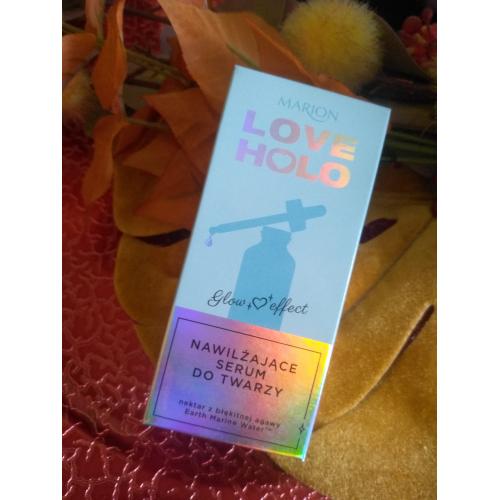 MARION
LOVE
HOLO
Glow effect
NAWILŻAJĄCE
SERUM
DO TWARZY
nektar z błękitnej agawy
Earth Marine Water™